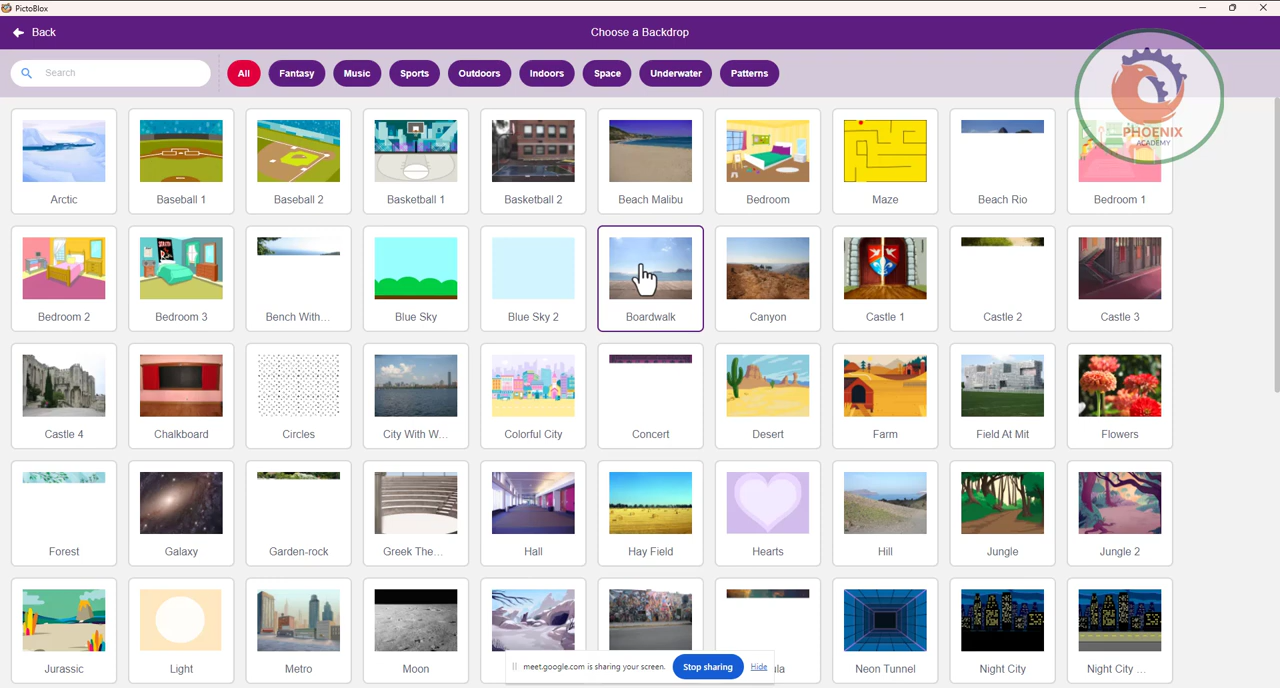 PictoBlox
Back
Choose a Backdrop
Search
All
Fantasy
Music
Sports
Outdoors
Indoors
Space
Underwater
Patterns
PHOENIX
ACADEMY
Arctic
Baseball 1
Baseball 2
Basketball 1
Basketball 2
Beach Malibu
Bedroom
Maze
Beach Rio
Bedroom 1
Bedroom 2
Bedroom 3
Bench With...
Blue Sky
Blue Sky 2
Boardwalk
Canyon
Castle 1
Castle 2
Castle 3
Castle 4
Chalkboard
Circles
City With W...
Colorful City
Concert
Desert
Farm
Field At Mit
Flowers
Forest
Galaxy
Garden-rock
Greek The...
Hall
Hay Field
Hearts
Hill
Jungle
Jungle 2
Jurassic
Light
Metro
Moon
Neon Tunnel
Night City
Night City ...
meet.google.com is sharing your screen.
Stop sharing
Hide